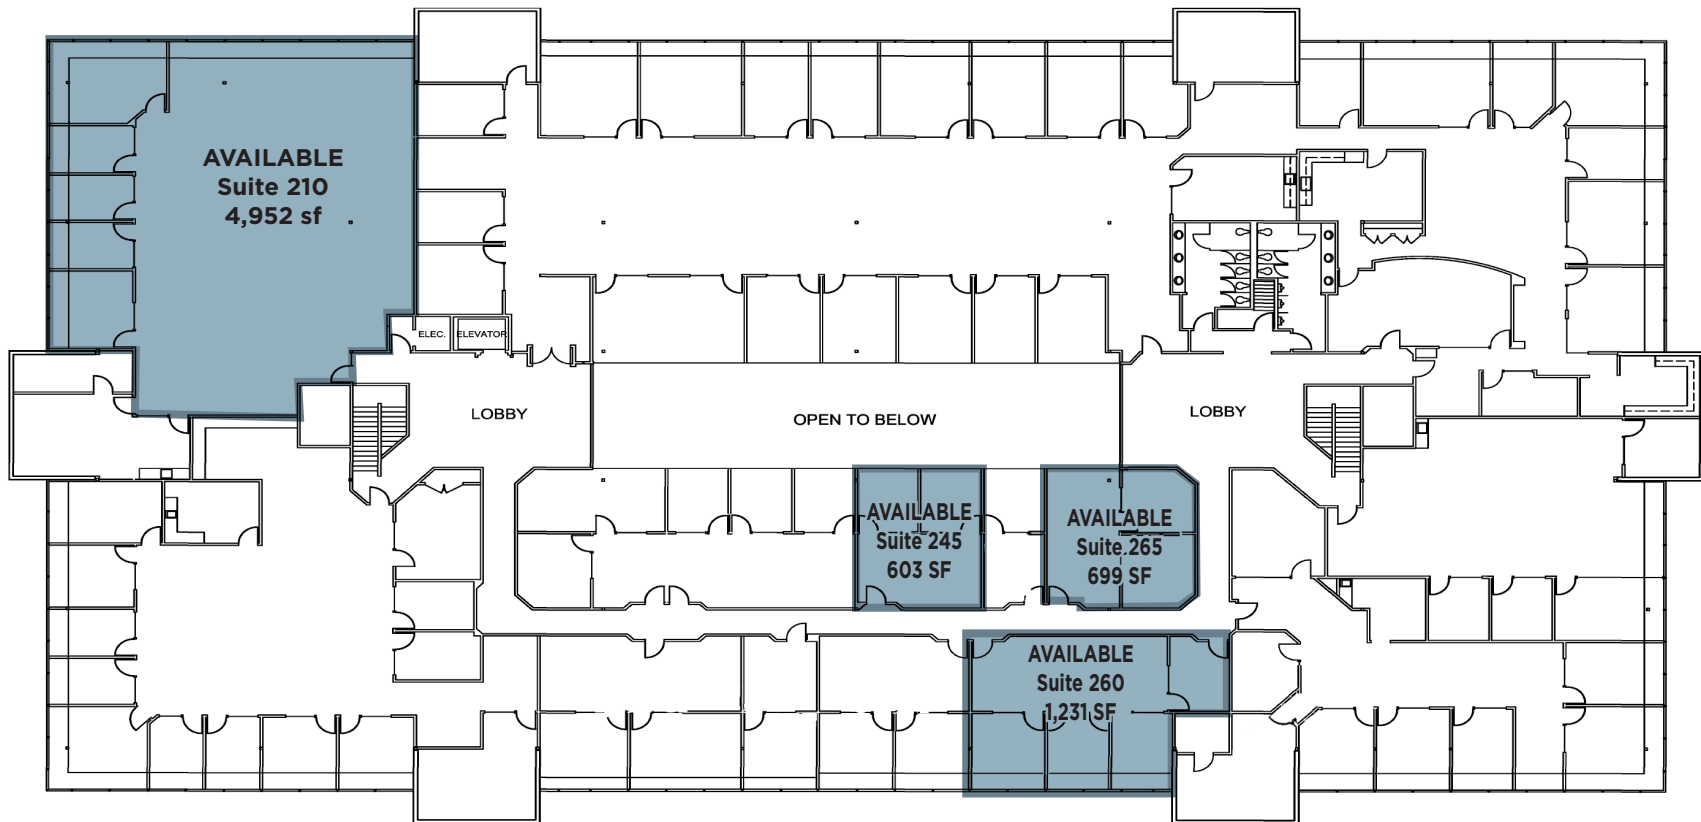 AVAILABLE
Suite 210
4,952 sf
ELEC.
ELEVATOR
LOBBY
OPEN TO BELOW
LOBBY
AVAILABLE
Suite 245
603 SF
AVAILABLE
Suite 265
699 SF
AVAILABLE
Suite 260
1,231 SF